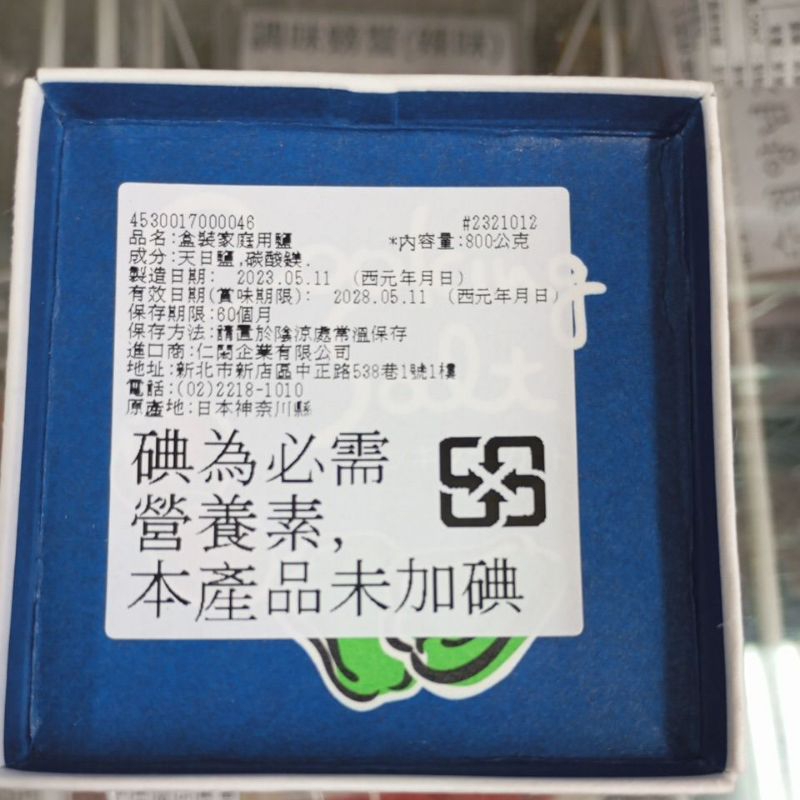 調味螃蟹(辣味)
4530017000046 #2321012
品名:盒裝家庭用鹽 *內容量:800公克
成分:天日鹽,碳酸鎂.
製造日期: 2023.05.11 (西元年月日)
有效日期(賞味期限): 2028.05.11 (西元年月日)
保存期限:60個月
保存方法:請置於陰涼處常溫保存
進口商:仁閎企業有限公司
地址:新北市新店區中正路538巷1號1樓
電話:(02)2218-1010
原產地:日本神奈川縣
碘為必需
營養素,
本產品未加碘